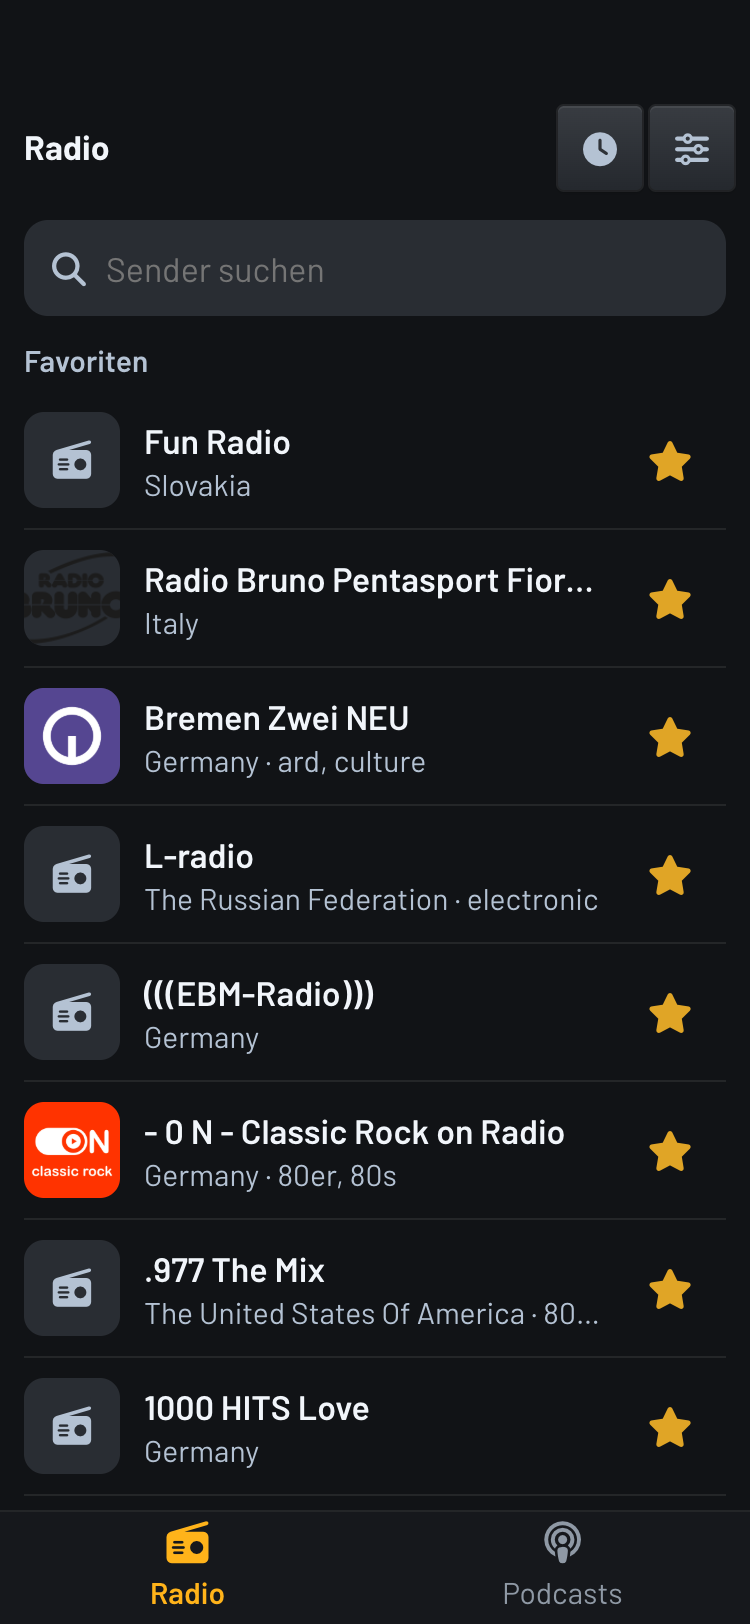 Radio
Sender suchen
Favoriten
Fun Radio
Slovakia
RADIO
BRUNO
Radio Bruno Pentasport Fior...
Italy
Bremen Zwei NEU
Germany · ard, culture
L-radio
The Russian Federation · electronic
(((EBM-Radio)))
Germany
ON
classic rock
- 0 N - Classic Rock on Radio
Germany · 80er, 80s
.977 The Mix
The United States Of America · 80...
1000 HITS Love
Germany
Radio
Podcasts